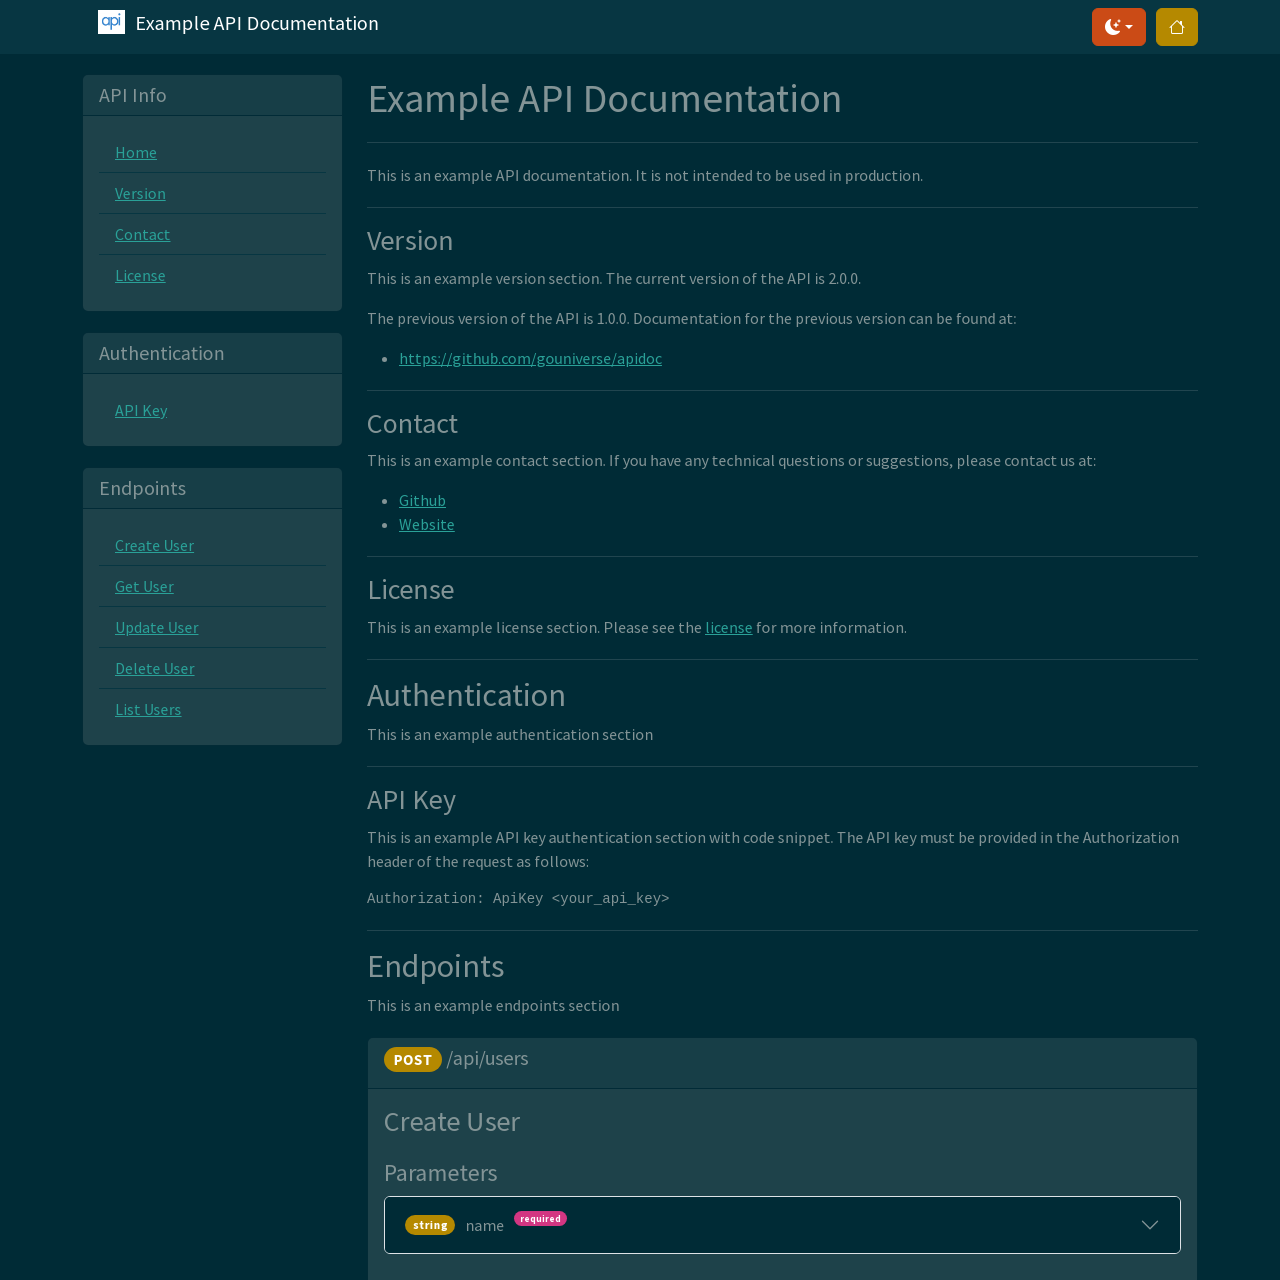 api Example API Documentation
API Info
Home
Version
Contact
License
Authentication
API Key
Endpoints
Create User
Get User
Update User
Delete User
List Users
Example API Documentation
This is an example API documentation. It is not intended to be used in production.
Version
This is an example version section. The current version of the API is 2.0.0.
The previous version of the API is 1.0.0. Documentation for the previous version can be found at:
https://github.com/gouniverse/apidoc
Contact
This is an example contact section. If you have any technical questions or suggestions, please contact us at:
Github
Website
License
This is an example license section. Please see the license for more information.
Authentication
This is an example authentication section
API Key
This is an example API key authentication section with code snippet. The API key must be provided in the Authorization
header of the request as follows:
Authorization: ApiKey <your_api_key>
Endpoints
This is an example endpoints section
POST /api/users
Create User
Parameters
string name required